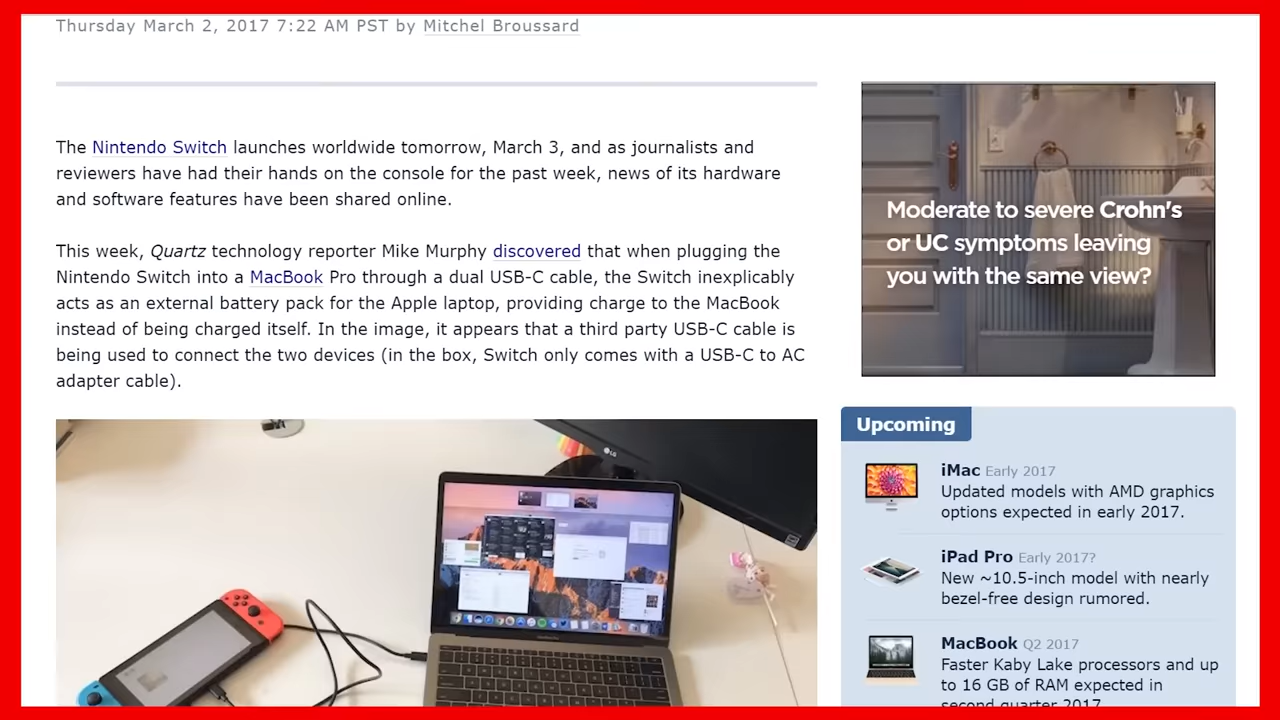 Thursday March 2, 2017 7:22 AM PST by Mitchel Broussard
The Nintendo Switch launches worldwide tomorrow, March 3, and as journalists and
reviewers have had their hands on the console for the past week, news of its hardware
and software features have been shared online.
This week, Quartz technology reporter Mike Murphy discovered that when plugging the
Nintendo Switch into a MacBook Pro through a dual USB-C cable, the Switch inexplicably
acts as an external battery pack for the Apple laptop, providing charge to the MacBook
instead of being charged itself. In the image, it appears that a third party USB-C cable is
being used to connect the two devices (in the box, Switch only comes with a USB-C to AC
adapter cable).
LG
Moderate to severe Crohn's
or UC symptoms leaving
you with the same view?
Upcoming
iMac Early 2017
Updated models with AMD graphics
options expected in early 2017.
iPad Pro Early 2017?
New ~10.5-inch model with nearly
bezel-free design rumored.
MacBook Q2 2017
Faster Kaby Lake processors and up
to 16 GB of RAM expected in
second quarter 2017.